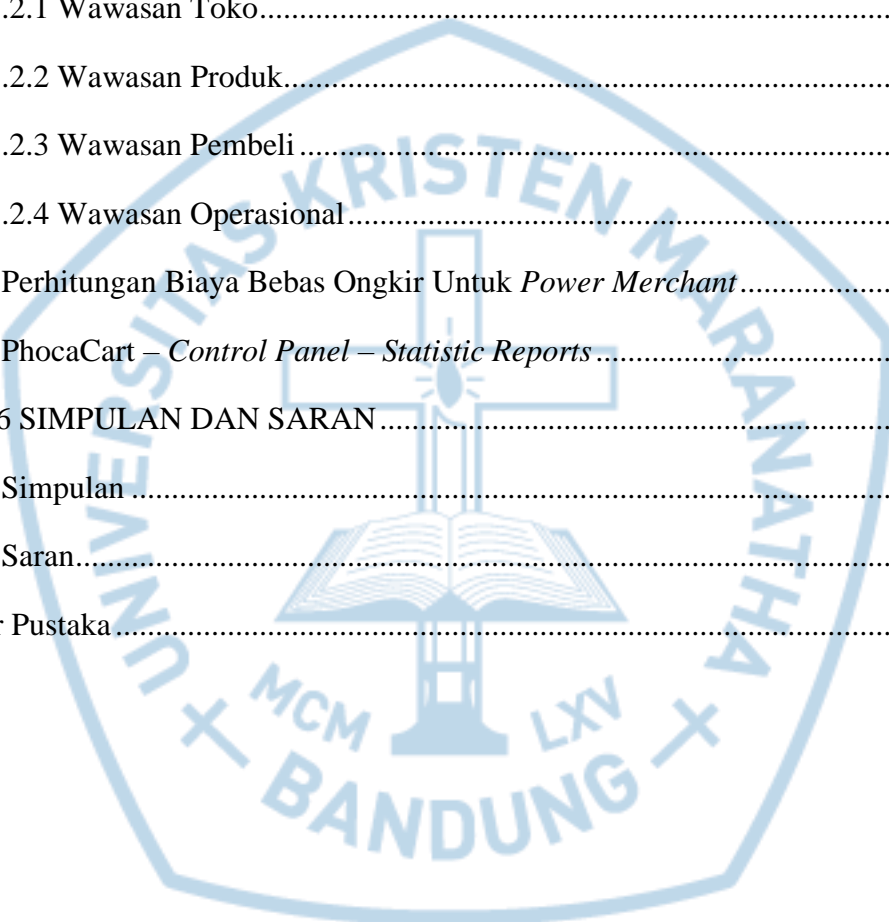 .2.1 Wawasan Toko
.2.2 Wawasan Produk
.2.3 Wawasan Pembeli
.2.4 Wawasan Operasional
Perhitungan Biaya Bebas Ongkir Untuk Power Merchant
PhocaCart – Control Panel – Statistic Reports
6 SIMPULAN DAN SARAN
Simpulan
Saran
r Pustaka
UNIVERSITAS KRISTEN MARANATHA
MCM LXV
BANDUNG